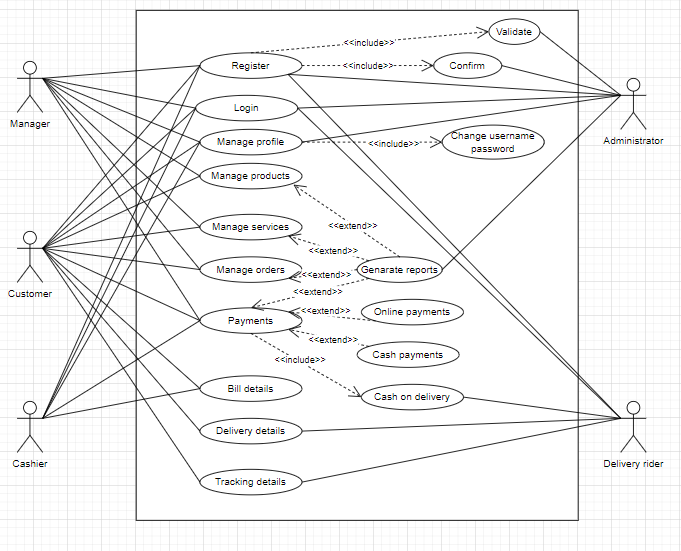 Validate
<<include>>
Register
<<include>>
Confirm
Manager
Login
Administrator
Manage profile
<<include>>
Change username
password
Manage products
<<extend>>
Manage services
<<extend>>
Customer
Manage orders
<<extend>>
Genarate reports
<<extend>>
Payments
<<extend>>
Online payments
<<extend>>
Cash payments
<<include>>
Bill details
Cash on delivery
Delivery details
Cashier
Delivery rider
Tracking details